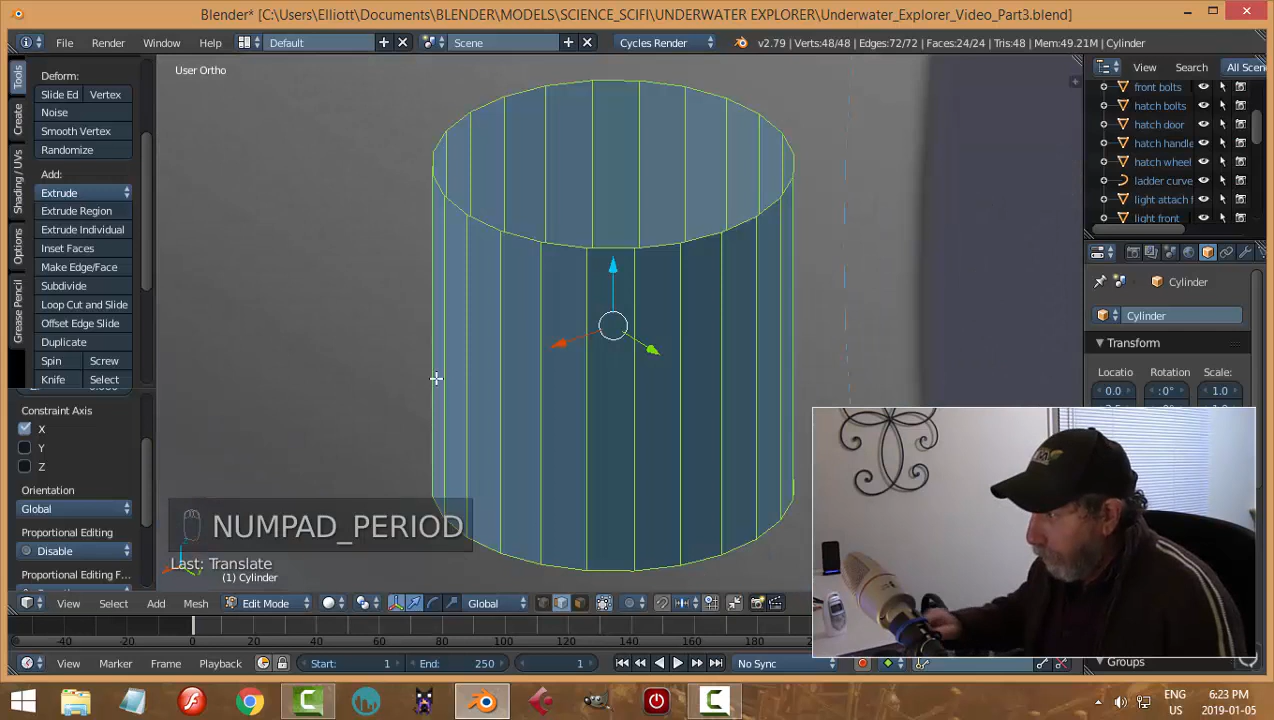 Blender* [C:\Users\Elliott\Documents\BLENDER\MODELS\SCIENCE_SCIFI\UNDERWATER EXPLORER\Underwater_Explorer_Video_Part3.blend]
File Render Window Help Default Scene Cycles Render v2.79 | Verts:48/48 | Edges:72/72 | Faces:24/24 | Tris:48 | Mem:49.21M | Cylinder
Tools
Create
Shading / UVs
Options
Grease Pencil
Deform:
Slide Ed Vertex
Noise
Smooth Vertex
Randomize
Add:
Extrude
Extrude Region
Extrude Individual
Inset Faces
Make Edge/Face
Subdivide
Loop Cut and Slide
Offset Edge Slide
Duplicate
Spin Screw
Knife Select
Constraint Axis
X
Y
Z
Orientation
Global
Proportional Editing
Disable
Proportional Editing F...
User Ortho
NUMPAD_PERIOD
Last: Translate
(1) Cylinder
View Search All Scen
front bolts
hatch bolts
hatch door
hatch handle
hatch wheel
ladder curve
light attach
light front
Cylinder
Cylinder
Transform
Locatio Rotation Scale:
0.0 :0° 1.0
Groups
View Select Add Mesh Edit Mode Global
-40 -20 0 20 40 60 80 100 120 140 160 180
View Marker Frame Playback Start: 1 End: 250 1 No Sync
ENG
US
6:23 PM
2019-01-05